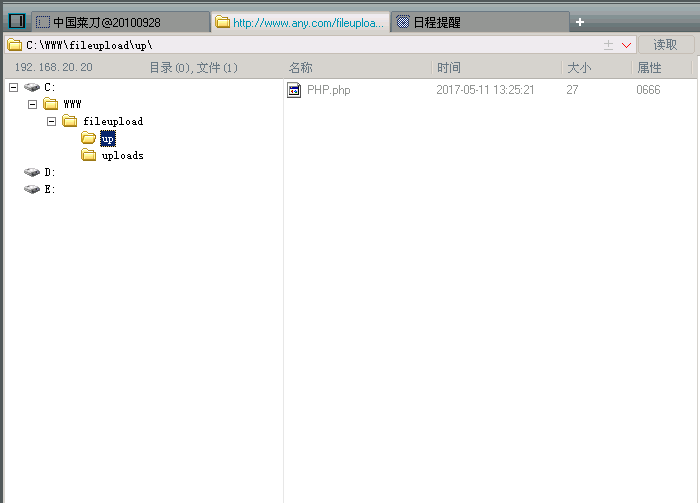 中国菜刀@20100928 http://www.any.com/fileuploa... 日程提醒 +
C:\WWW\fileupload\up\ 读取
192.168.20.20 目录(0),文件(1) 名称 时间 大小 属性
C: PHP.php 2017-05-11 13:25:21 27 0666
WWW
fileupload
up
uploads
D:
E: